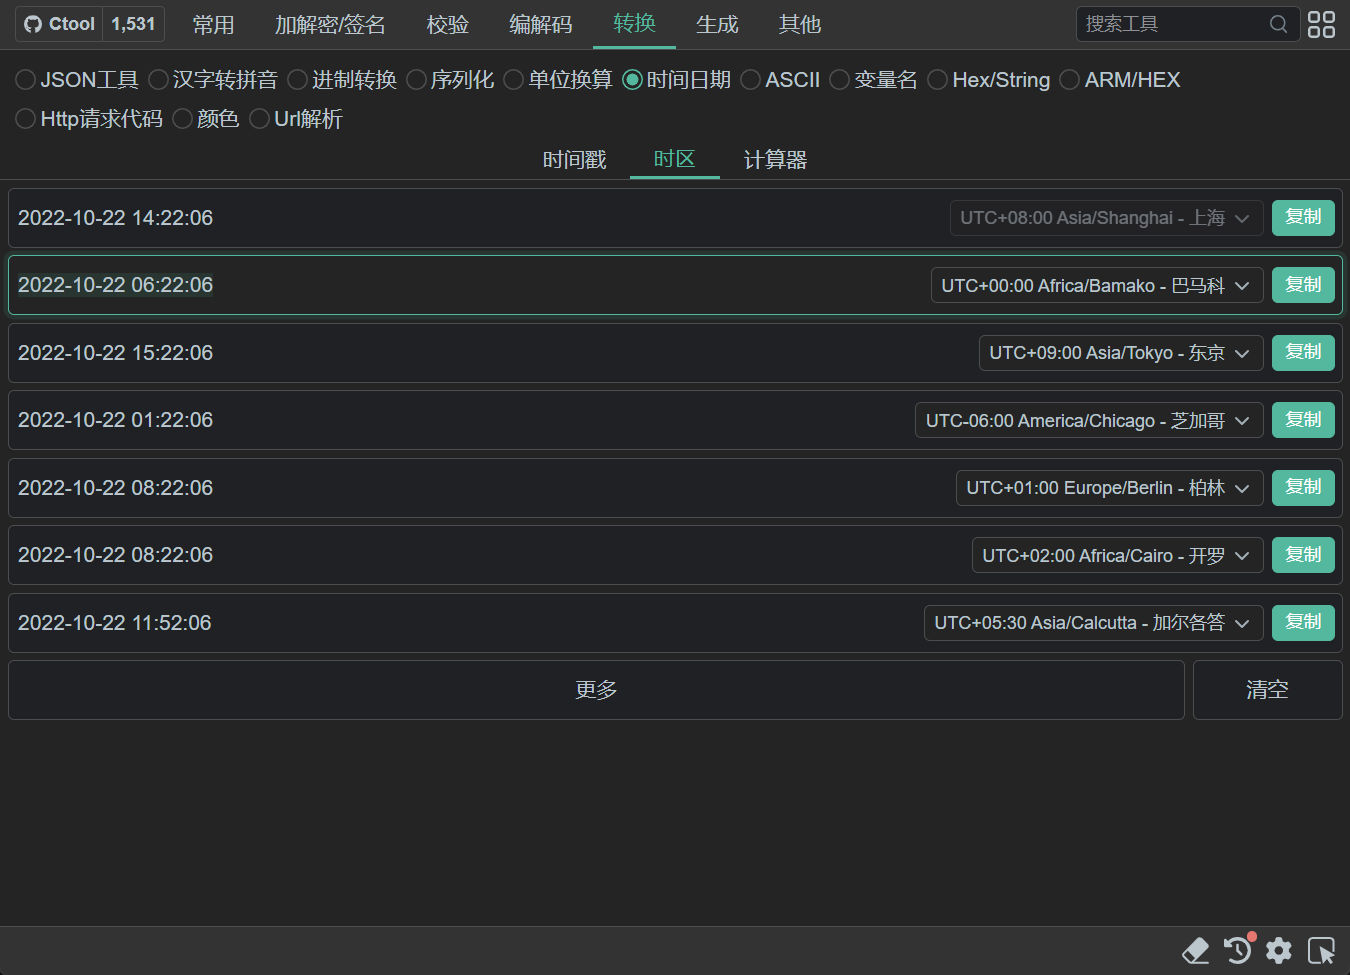 Ctool 1,531 常用 加解密/签名 校验 编解码 转换 生成 其他 搜索工具
JSON工具 汉字转拼音 进制转换 序列化 单位换算 时间日期 ASCII 变量名 Hex/String ARM/HEX
Http请求代码 颜色 Url解析
时间戳 时区 计算器
2022-10-22 14:22:06 UTC+08:00 Asia/Shanghai - 上海 复制
2022-10-22 06:22:06 UTC+00:00 Africa/Bamako - 巴马科 复制
2022-10-22 15:22:06 UTC+09:00 Asia/Tokyo - 东京 复制
2022-10-22 01:22:06 UTC-06:00 America/Chicago - 芝加哥 复制
2022-10-22 08:22:06 UTC+01:00 Europe/Berlin - 柏林 复制
2022-10-22 08:22:06 UTC+02:00 Africa/Cairo - 开罗 复制
2022-10-22 11:52:06 UTC+05:30 Asia/Calcutta - 加尔各答 复制
更多 清空